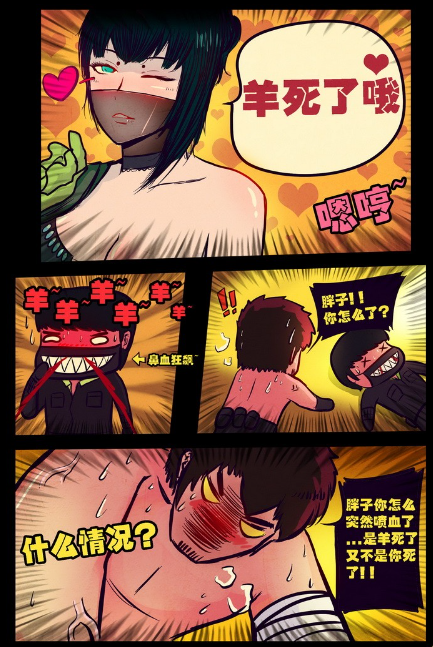 羊死了哦
嗯哼~
羊~
羊~
羊~
羊~
羊~
羊~
←鼻血狂飙~
!!
胖子!!
你怎么了?
什么情况?
胖子你怎么
突然喷血了
...是羊死了
又不是你死
了!!